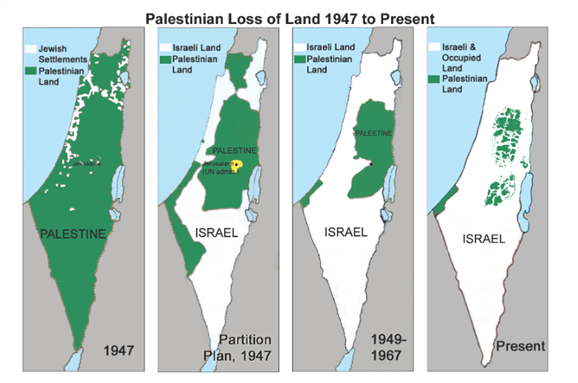 Palestinian Loss of Land 1947 to Present
Jewish
Settlements
Palestinian
Land
Jerusalem
PALESTINE
1947
Israeli Land
Palestinian
Land
PALESTINE
Jerusalem
(UN admin.)
ISRAEL
Partition
Plan, 1947
Israeli Land
Palestinian
Land
PALESTINE
ISRAEL
1949-
1967
Israeli &
Occupied
Land
Palestinian
Land
ISRAEL
Present